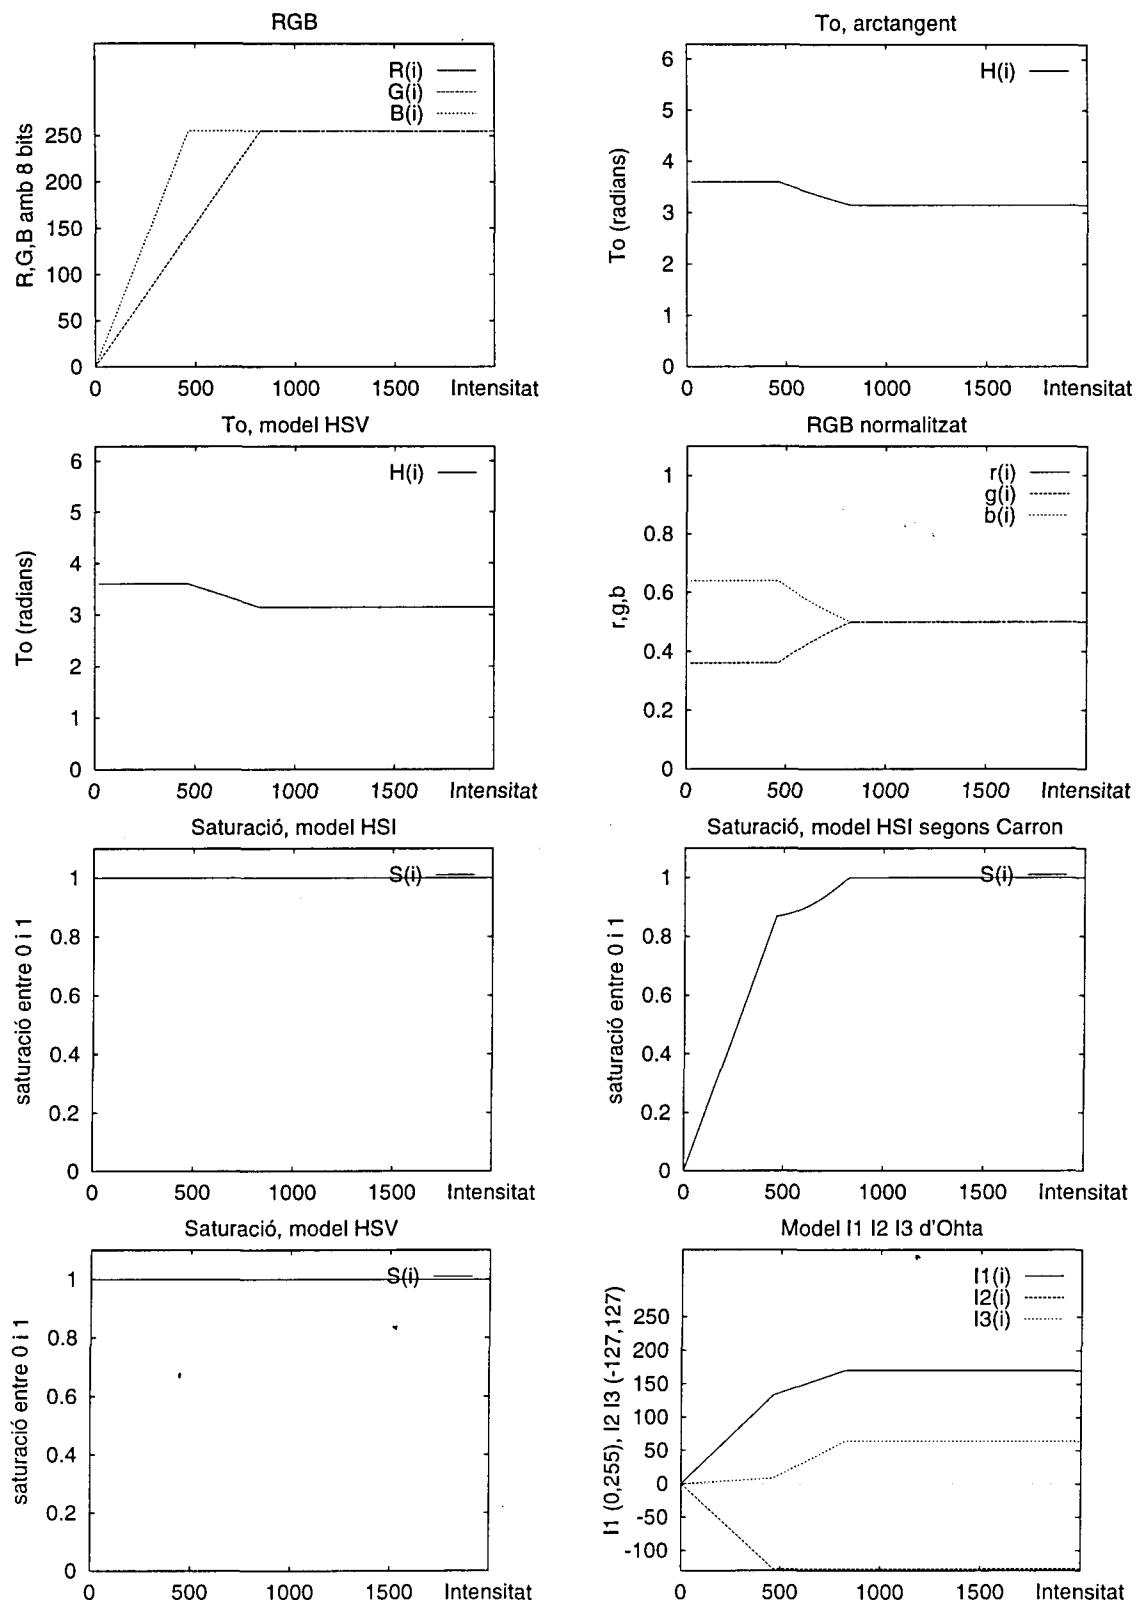 RGB
R(i)
G(i)
B(i)
R,G,B amb 8 bits
250
200
150
100
50
0
0 500 1000 1500 Intensitat
To, arctangent
H(i)
To (radians)
6
5
4
3
2
1
0
0 500 1000 1500 Intensitat
To, model HSV
H(i)
To (radians)
6
5
4
3
2
1
0
0 500 1000 1500 Intensitat
RGB normalitzat
r(i)
g(i)
b(i)
r,g,b
1
0.8
0.6
0.4
0.2
0
0 500 1000 1500 Intensitat
Saturació, model HSI
S(i)
saturació entre 0 i 1
1
0.8
0.6
0.4
0.2
0
0 500 1000 1500 Intensitat
Saturació, model HSI segons Carron
S(i)
saturació entre 0 i 1
1
0.8
0.6
0.4
0.2
0
0 500 1000 1500 Intensitat
Saturació, model HSV
S(i)
saturació entre 0 i 1
1
0.8
0.6
0.4
0.2
0
0 500 1000 1500 Intensitat
Model I1 I2 I3 d'Ohta
I1(i)
I2(i)
I3(i)
I1 (0,255), I2 I3 (-127,127)
250
200
150
100
50
0
-50
-100
0 500 1000 1500 Intensitat